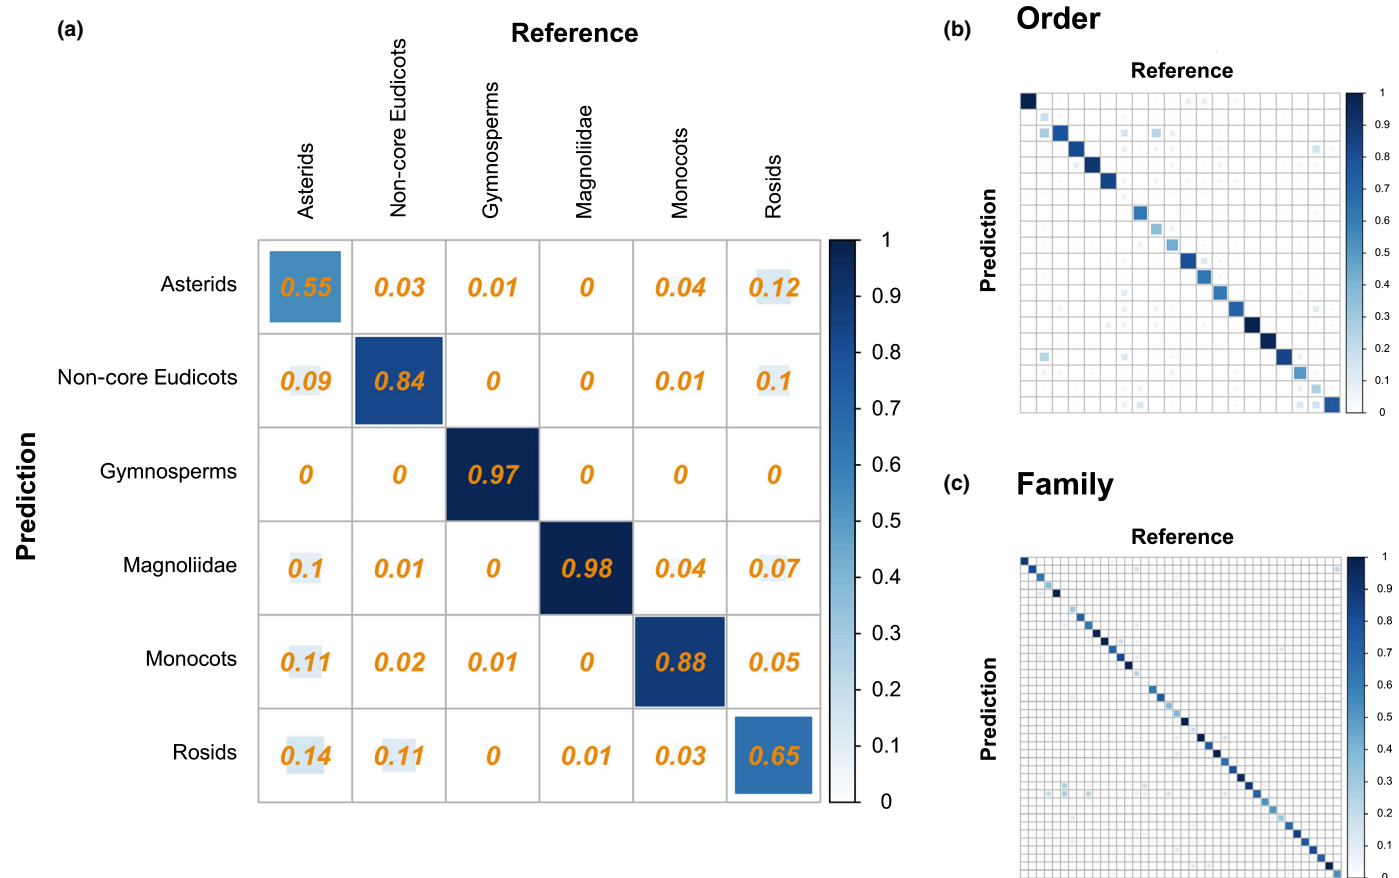 (a)
Reference
Asterids
Non-core Eudicots
Gymnosperms
Magnoliidae
Monocots
Rosids
Prediction
Asterids 0.55 0.03 0.01 0 0.04 0.12
Non-core Eudicots 0.09 0.84 0 0 0.01 0.1
Gymnosperms 0 0 0.97 0 0 0
Magnoliidae 0.1 0.01 0 0.98 0.04 0.07
Monocots 0.11 0.02 0.01 0 0.88 0.05
Rosids 0.14 0.11 0 0.01 0.03 0.65
1
0.9
0.8
0.7
0.6
0.5
0.4
0.3
0.2
0.1
0
(b)
Order
Reference
Prediction
1
0.9
0.8
0.7
0.6
0.5
0.4
0.3
0.2
0.1
0
(c)
Family
Reference
Prediction
1
0.9
0.8
0.7
0.6
0.5
0.4
0.3
0.2
0.1
0